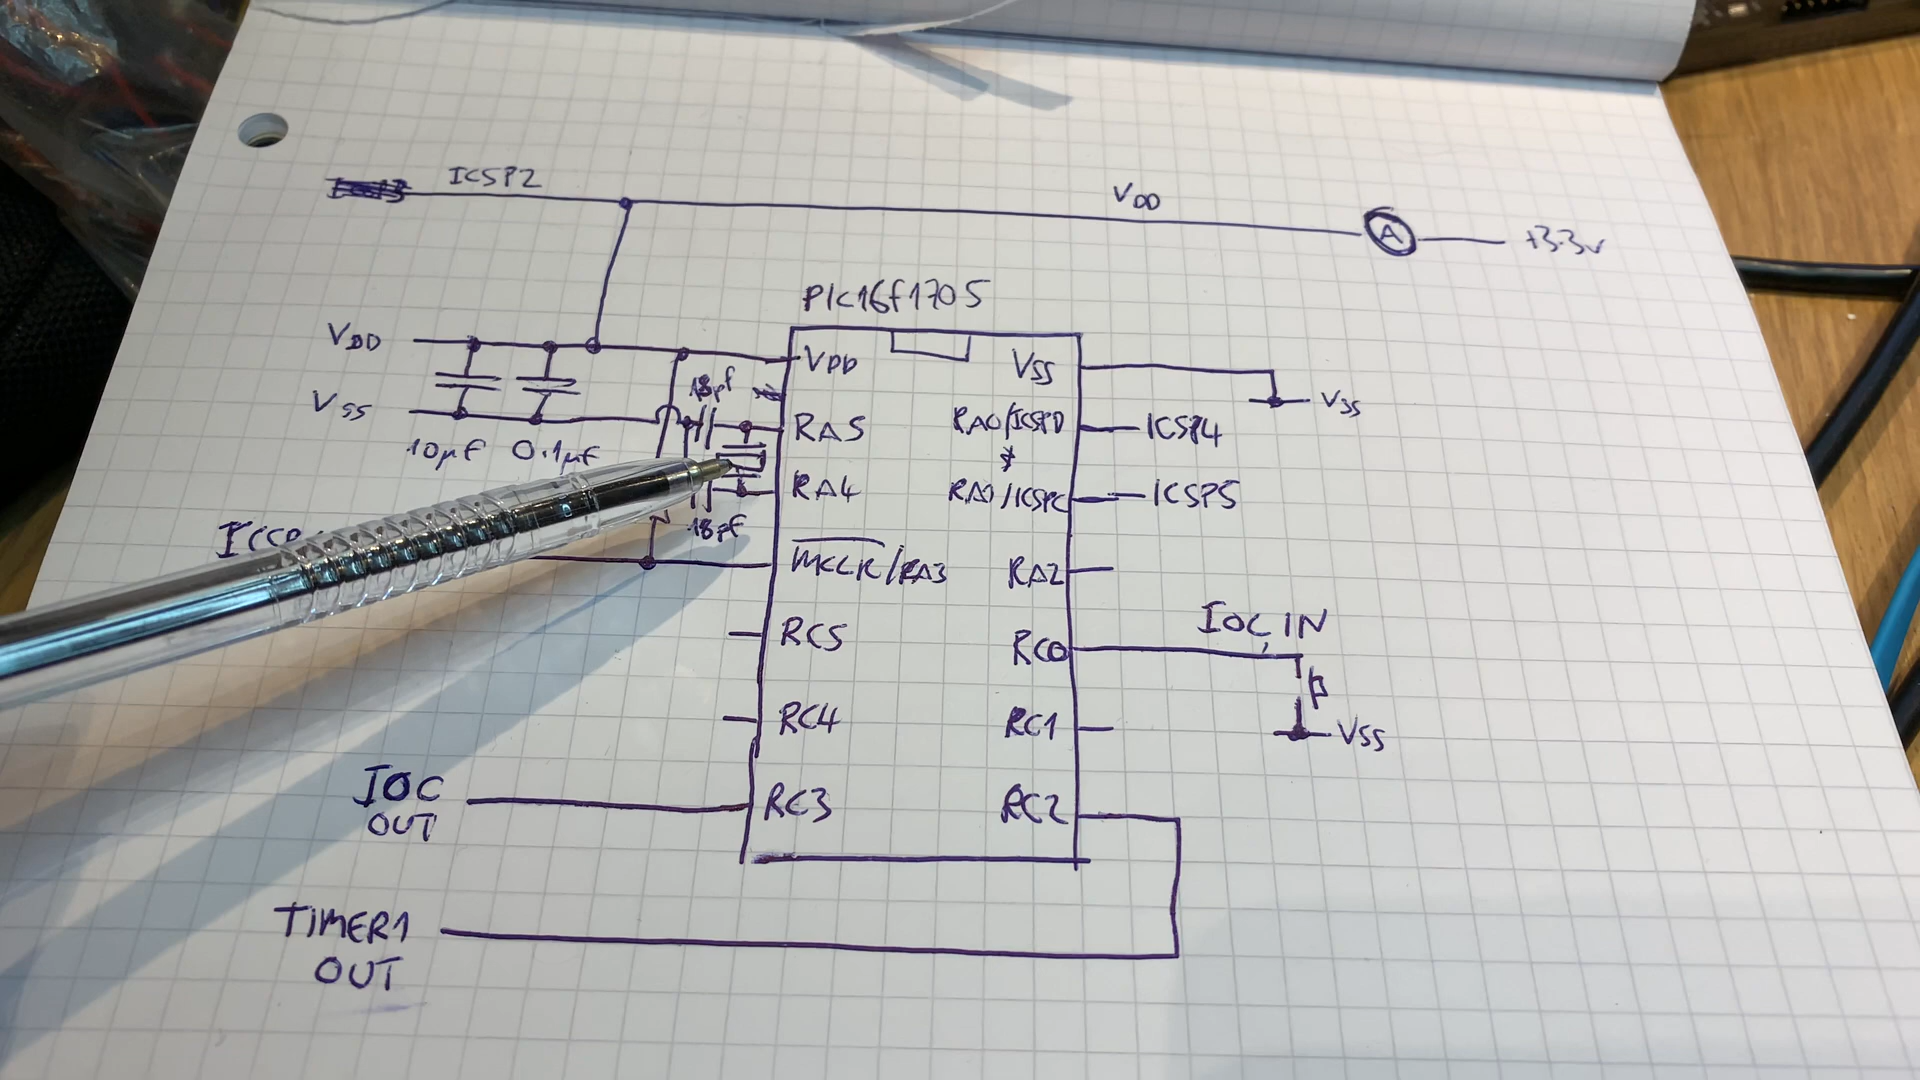 ICSP2
VDD
A
+3.3V
PIC16F1705
VDD
VSS
10µF
0.1µF
18pF
18pF
VDD
RA5
RA4
MCLR/RA3
RC5
RC4
RC3
VSS
RA0/ICSPD
RA1/ICSPC
RA2
RC0
RC1
RC2
VSS
ICSP4
ICSP5
IOC IN
VSS
IOC
OUT
TIMER1
OUT